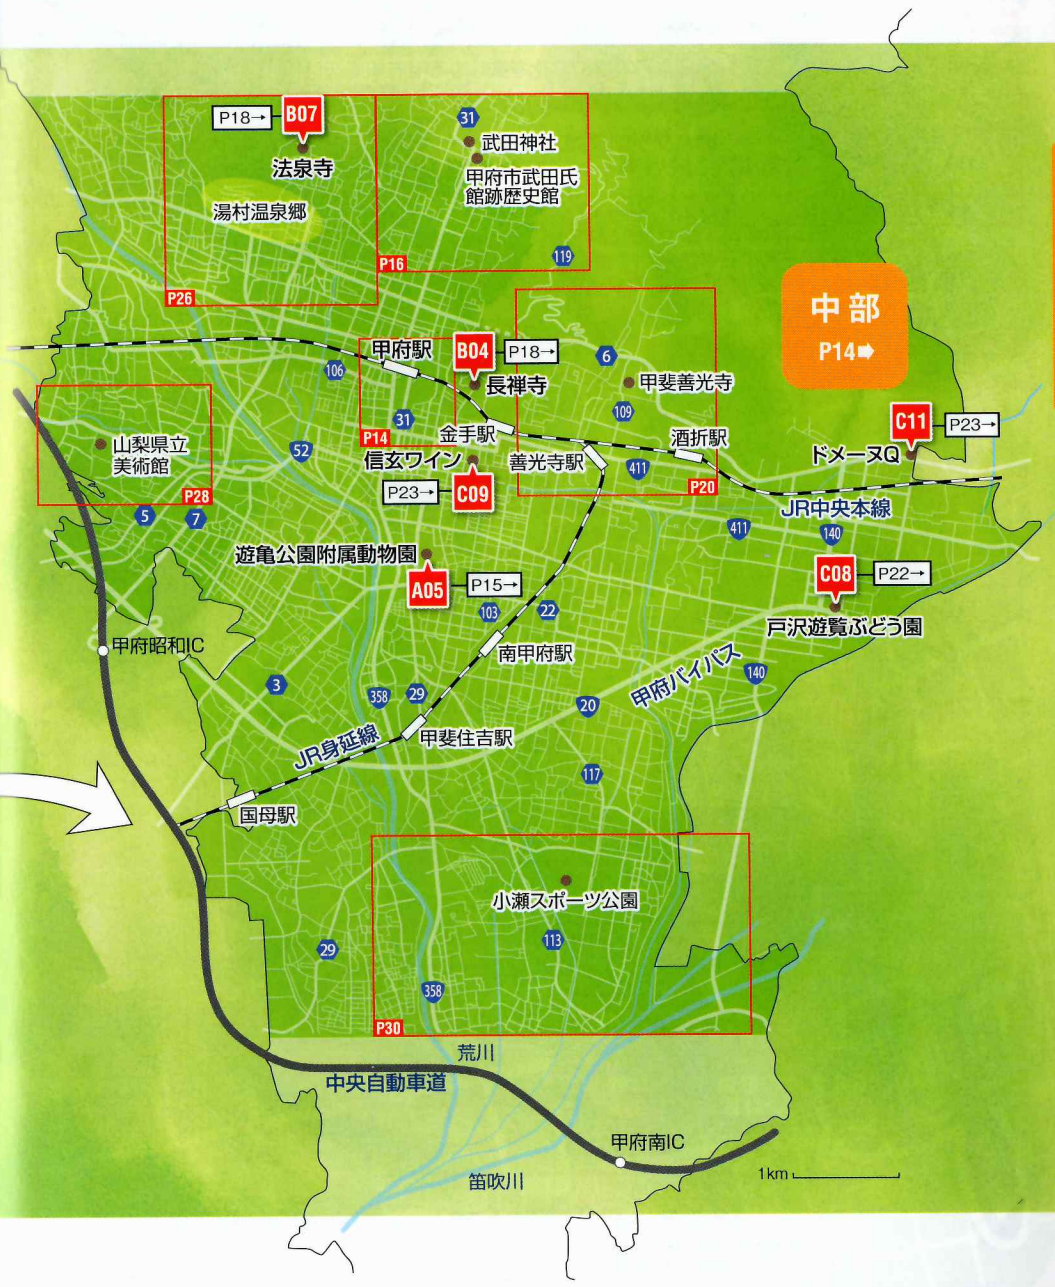 P18→
B07
法泉寺
湯村温泉郷
P26
31
武田神社
甲府市武田氏
館跡歴史館
119
P16
中部
P14➡
106
甲府駅
B04
P18→
長禅寺
31
P14
金手駅
6
甲斐善光寺
109
酒折駅
善光寺駅
411
P20
C11
P23→
ドメーヌQ
山梨県立
美術館
P28
52
信玄ワイン
P23→
C09
5
7
JR中央本線
411
140
遊亀公園附属動物園
A05
P15→
C08
P22→
戸沢遊覧ぶどう園
103
22
甲府昭和IC
南甲府駅
甲府バイパス
140
3
358
29
20
JR身延線
甲斐住吉駅
117
国母駅
小瀬スポーツ公園
113
29
358
P30
荒川
中央自動車道
甲府南IC
笛吹川
1km